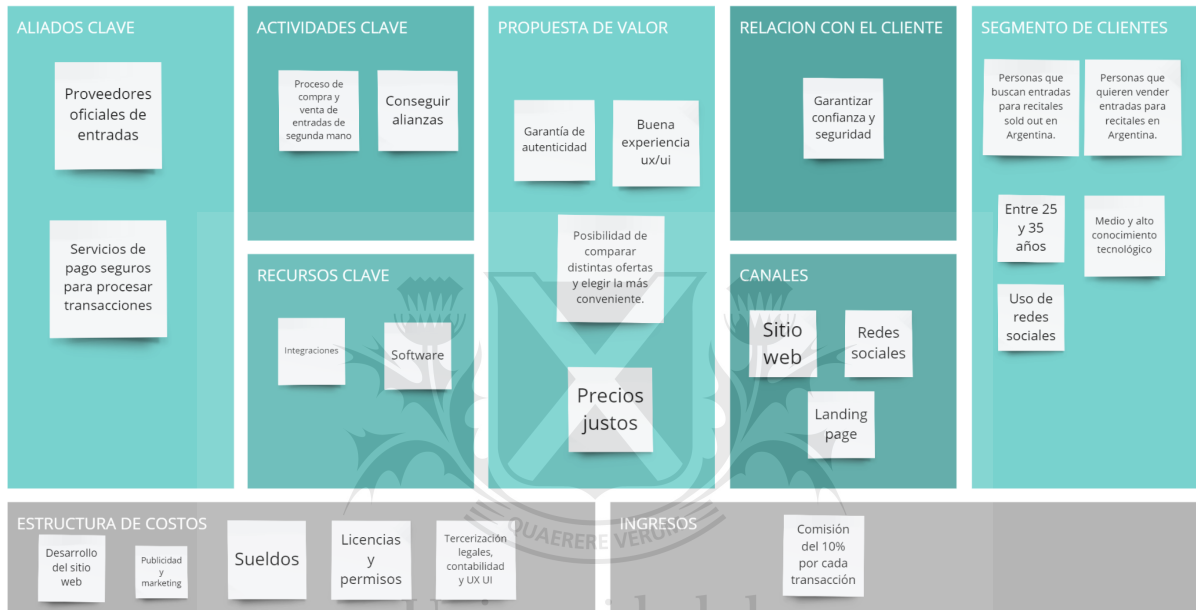 ALIADOS CLAVE
Proveedores
oficiales de
entradas
Servicios de
pago seguros
para procesar
transacciones
ACTIVIDADES CLAVE
Proceso de
compra y
venta de
entradas de
segunda mano
Conseguir
alianzas
RECURSOS CLAVE
Integraciones
Software
PROPUESTA DE VALOR
Garantía de
autenticidad
Buena
experiencia
ux/ui
Posibilidad de
comparar
distintas ofertas
y elegir la más
conveniente.
Precios
justos
RELACION CON EL CLIENTE
Garantizar
confianza y
seguridad
CANALES
Sitio
web
Redes
sociales
Landing
page
SEGMENTO DE CLIENTES
Personas que
buscan entradas
para recitales
sold out en
Argentina.
Personas que
quieren vender
entradas para
recitales en
Argentina.
Entre 25
y 35
años
Medio y alto
conocimiento
tecnológico
Uso de
redes
sociales
ESTRUCTURA DE COSTOS
Desarrollo
del sitio
web
Publicidad
y
marketing
Sueldos
Licencias
y
permisos
Tercerización
legales,
contabilidad
y UX UI
INGRESOS
Comisión
del 10%
por cada
transacción
QUAERERE VERUM